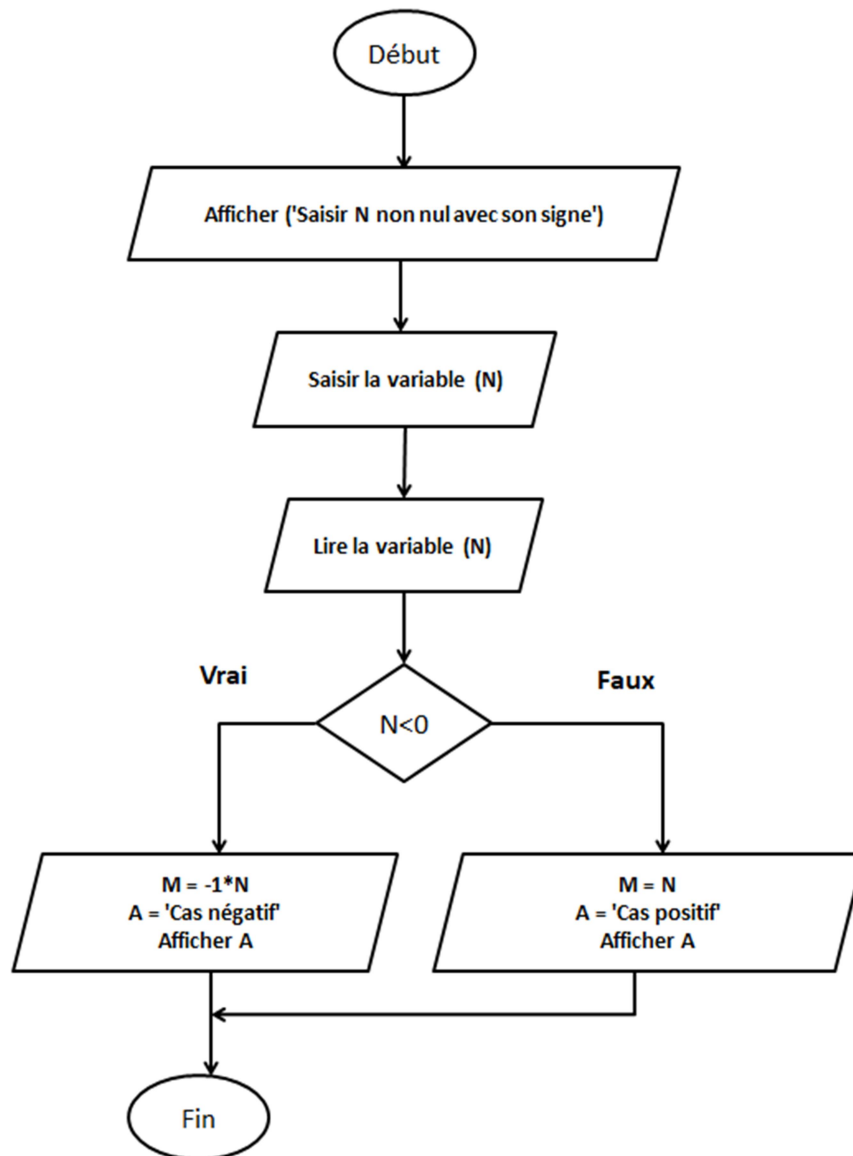 Début
Afficher ('Saisir N non nul avec son signe')
Saisir la variable (N)
Lire la variable (N)
Vrai
Faux
N<0
M = -1*N
A = 'Cas négatif'
Afficher A
M = N
A = 'Cas positif'
Afficher A
Fin